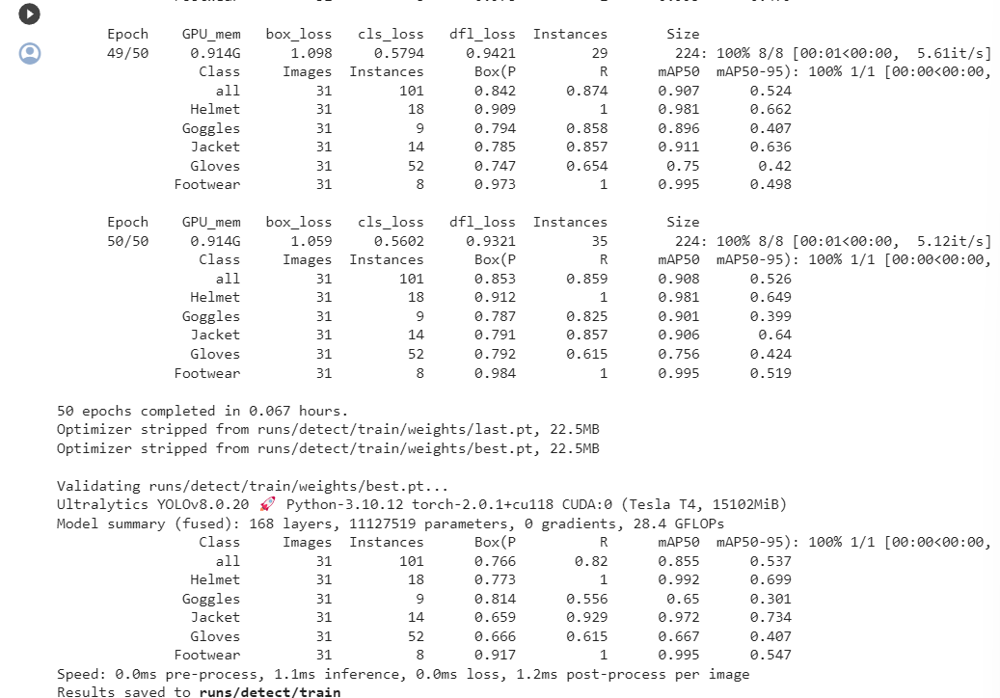 Epoch GPU_mem box_loss cls_loss dfl_loss Instances Size
49/50 0.914G 1.098 0.5794 0.9421 29 224: 100% 8/8 [00:01<00:00, 5.61it/s]
Class Images Instances Box(P R mAP50 mAP50-95): 100% 1/1 [00:00<00:00,
all 31 101 0.842 0.874 0.907 0.524
Helmet 31 18 0.909 1 0.981 0.662
Goggles 31 9 0.794 0.858 0.896 0.407
Jacket 31 14 0.785 0.857 0.911 0.636
Gloves 31 52 0.747 0.654 0.75 0.42
Footwear 31 8 0.973 1 0.995 0.498
Epoch GPU_mem box_loss cls_loss dfl_loss Instances Size
50/50 0.914G 1.059 0.5602 0.9321 35 224: 100% 8/8 [00:01<00:00, 5.12it/s]
Class Images Instances Box(P R mAP50 mAP50-95): 100% 1/1 [00:00<00:00,
all 31 101 0.853 0.859 0.908 0.526
Helmet 31 18 0.912 1 0.981 0.649
Goggles 31 9 0.787 0.825 0.901 0.399
Jacket 31 14 0.791 0.857 0.906 0.64
Gloves 31 52 0.792 0.615 0.756 0.424
Footwear 31 8 0.984 1 0.995 0.519
50 epochs completed in 0.067 hours.
Optimizer stripped from runs/detect/train/weights/last.pt, 22.5MB
Optimizer stripped from runs/detect/train/weights/best.pt, 22.5MB
Validating runs/detect/train/weights/best.pt...
Ultralytics YOLOv8.0.20 🚀 Python-3.10.12 torch-2.0.1+cu118 CUDA:0 (Tesla T4, 15102MiB)
Model summary (fused): 168 layers, 11127519 parameters, 0 gradients, 28.4 GFLOPs
Class Images Instances Box(P R mAP50 mAP50-95): 100% 1/1 [00:00<00:00,
all 31 101 0.766 0.82 0.855 0.537
Helmet 31 18 0.773 1 0.992 0.699
Goggles 31 9 0.814 0.556 0.65 0.301
Jacket 31 14 0.659 0.929 0.972 0.734
Gloves 31 52 0.666 0.615 0.667 0.407
Footwear 31 8 0.917 1 0.995 0.547
Speed: 0.0ms pre-process, 1.1ms inference, 0.0ms loss, 1.2ms post-process per image
Results saved to runs/detect/train